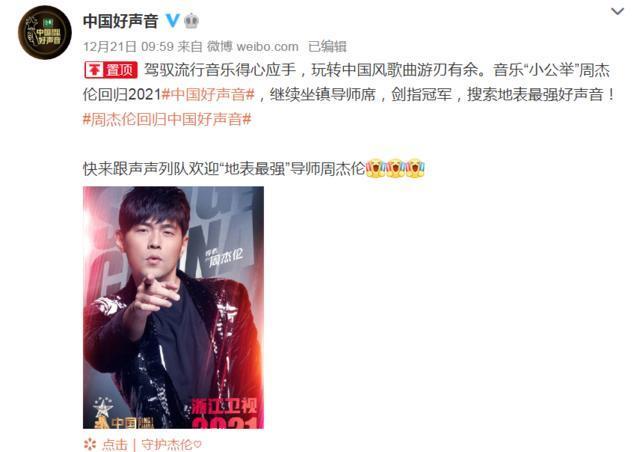 中国好声音
12月21日 09:59 来自 微博 weibo.com 已编辑
置顶 驾驭流行音乐得心应手，玩转中国风歌曲游刃有余。音乐“小公举”周杰
伦回归2021#中国好声音#，继续坐镇导师席，剑指冠军，搜索地表最强好声音！
#周杰伦回归中国好声音#
快来跟声声列队欢迎“地表最强”导师周杰伦
CHINA
导师
周杰伦
浙江卫视
中国
2021
点击 | 守护杰伦♡